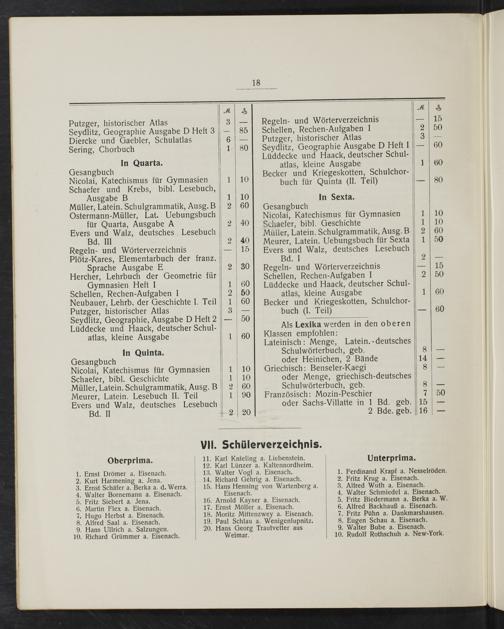 18
ℳ ₰
Putzger, historischer Atlas 3 —
Seydlitz, Geographie Ausgabe D Heft 3 — 85
Diercke und Gaebler, Schulatlas 6 —
Sering, Chorbuch 1 80
In Quarta.
Gesangbuch
Nicolai, Katechismus für Gymnasien 1 10
Schaefer und Krebs, bibl. Lesebuch,
Ausgabe B 1 10
Müller, Latein. Schulgrammatik, Ausg. B 2 60
Ostermann-Müller, Lat. Uebungsbuch
für Quarta, Ausgabe A 2 40
Evers und Walz, deutsches Lesebuch
Bd. III 2 40
Regeln- und Wörterverzeichnis — 15
Plötz-Kares, Elementarbuch der franz.
Sprache Ausgabe E 2 30
Hercher, Lehrbuch der Geometrie für
Gymnasien Heft I 1 60
Schellen, Rechen-Aufgaben I 2 50
Neubauer, Lehrb. der Geschichte I. Teil 1 60
Putzger, historischer Atlas 3 —
Seydlitz, Geographie, Ausgabe D Heft 2 — 50
Lüddecke und Haack, deutscher Schul-
atlas, kleine Ausgabe 1 60
In Quinta.
Gesangbuch
Nicolai, Katechismus für Gymnasien 1 10
Schaefer, bibl. Geschichte 1 10
Müller, Latein. Schulgrammatik, Ausg. B 2 60
Meurer, Latein. Lesebuch II. Teil 1 90
Evers und Walz, deutsches Lesebuch
Bd. II 2 20
ℳ ₰
Regeln- und Wörterverzeichnis — 15
Schellen, Rechen-Aufgaben I 2 50
Putzger, historischer Atlas 3 —
Seydlitz, Geographie Ausgabe D Heft I — 60
Lüddecke und Haack, deutscher Schul-
atlas, kleine Ausgabe 1 60
Becker und Kriegeskotten, Schulchor-
buch für Quinta (II. Teil) — 80
In Sexta.
Gesangbuch
Nicolai, Katechismus für Gymnasien 1 10
Schaefer, bibl. Geschichte 1 10
Müller, Latein. Schulgrammatik, Ausg. B 2 60
Meurer, Latein. Uebungsbuch für Sexta 1 50
Evers und Walz, deutsches Lesebuch
Bd. I 2 —
Regeln- und Wörterverzeichnis — 15
Schellen, Rechen-Aufgaben I 2 50
Lüddecke und Haack, deutscher Schul-
atlas, kleine Ausgabe 1 60
Becker und Kriegeskotten, Schulchor-
buch (I. Teil) — 60
Als Lexika werden in den oberen
Klassen empfohlen:
Lateinisch: Menge, Latein.-deutsches
Schulwörterbuch, geb. 8 —
oder Heinichen, 2 Bände 14 —
Griechisch: Benseler-Kaegi 8 —
oder Menge, griechisch-deutsches
Schulwörterbuch, geb. 8 —
Französisch: Mozin-Peschier 7 50
oder Sachs-Villatte in 1 Bd. geb. 15 —
2 Bde. geb. 16 —
VII. Schülerverzeichnis.
Oberprima.
1. Ernst Drömer a. Eisenach.
2. Kurt Harmening a. Jena.
3. Ernst Schäfer a. Berka a. d. Werra.
4. Walter Bornemann a. Eisenach.
5. Fritz Siebert a. Jena.
6. Martin Flex a. Eisenach.
7. Hugo Herbst a. Eisenach.
8. Alfred Saal a. Eisenach.
9. Hans Ullrich a. Salzungen.
10. Richard Grümmer a. Eisenach.
11. Karl Knieling a. Liebenstein.
12. Karl Lünzer a. Kaltennordheim.
13. Walter Vogl a. Eisenach.
14. Richard Gehrig a. Eisenach.
15. Hans Henning von Wartenberg a.
Eisenach.
16. Arnold Kayser a. Eisenach.
17. Ernst Möller a. Eisenach.
18. Moritz Mittenzwey a. Eisenach.
19. Paul Schlau a. Wenigenlupnitz.
20. Hans Georg Trautvetter aus
Weimar.
Unterprima.
1. Ferdinand Krapf a. Nesselröden.
2. Fritz Krug a. Eisenach.
3. Alfred Woth a. Eisenach.
4. Walter Schmiedel a. Eisenach.
5. Fritz Biedermann a. Berka a. W.
6. Alfred Backhauß a. Eisenach.
7. Fritz Pühn a. Dankmarshausen.
8. Eugen Schau a. Eisenach.
9. Walter Bube a. Eisenach.
10. Rudolf Rothschuh a. New-York.